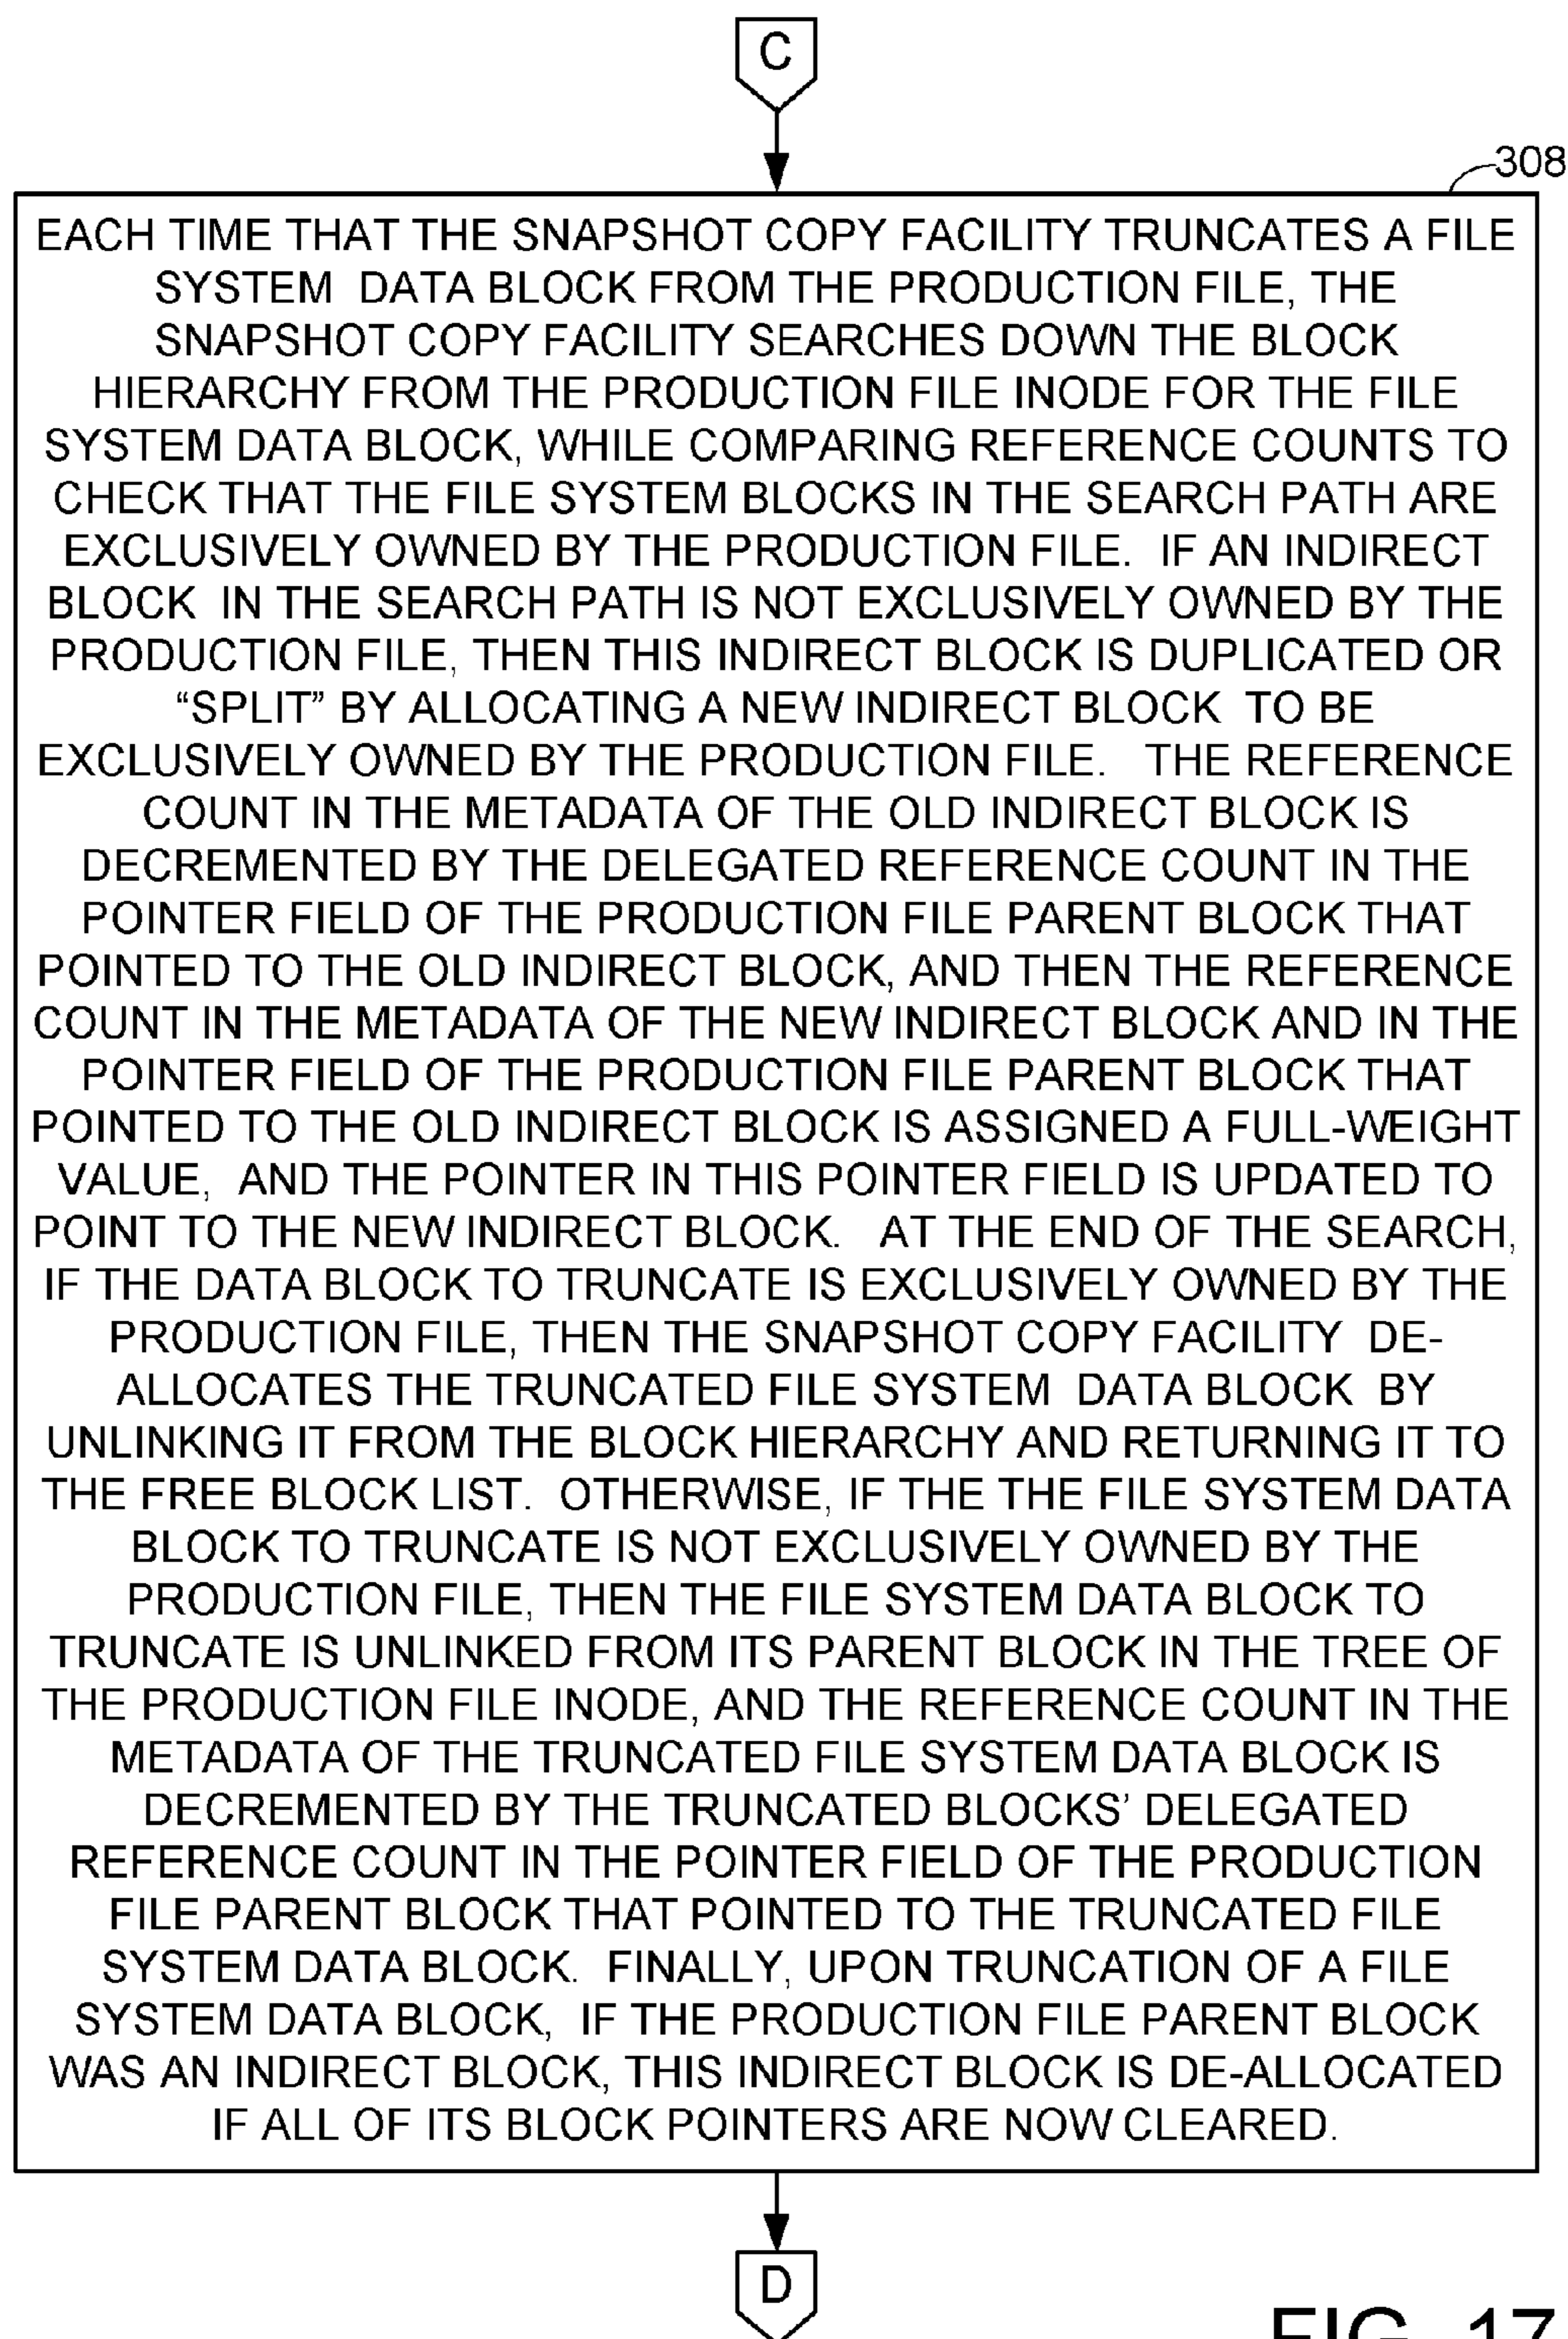 C
308
EACH TIME THAT THE SNAPSHOT COPY FACILITY TRUNCATES A FILE
SYSTEM DATA BLOCK FROM THE PRODUCTION FILE, THE
SNAPSHOT COPY FACILITY SEARCHES DOWN THE BLOCK
HIERARCHY FROM THE PRODUCTION FILE INODE FOR THE FILE
SYSTEM DATA BLOCK, WHILE COMPARING REFERENCE COUNTS TO
CHECK THAT THE FILE SYSTEM BLOCKS IN THE SEARCH PATH ARE
EXCLUSIVELY OWNED BY THE PRODUCTION FILE. IF AN INDIRECT
BLOCK IN THE SEARCH PATH IS NOT EXCLUSIVELY OWNED BY THE
PRODUCTION FILE, THEN THIS INDIRECT BLOCK IS DUPLICATED OR
“SPLIT” BY ALLOCATING A NEW INDIRECT BLOCK TO BE
EXCLUSIVELY OWNED BY THE PRODUCTION FILE. THE REFERENCE
COUNT IN THE METADATA OF THE OLD INDIRECT BLOCK IS
DECREMENTED BY THE DELEGATED REFERENCE COUNT IN THE
POINTER FIELD OF THE PRODUCTION FILE PARENT BLOCK THAT
POINTED TO THE OLD INDIRECT BLOCK, AND THEN THE REFERENCE
COUNT IN THE METADATA OF THE NEW INDIRECT BLOCK AND IN THE
POINTER FIELD OF THE PRODUCTION FILE PARENT BLOCK THAT
POINTED TO THE OLD INDIRECT BLOCK IS ASSIGNED A FULL-WEIGHT
VALUE, AND THE POINTER IN THIS POINTER FIELD IS UPDATED TO
POINT TO THE NEW INDIRECT BLOCK. AT THE END OF THE SEARCH,
IF THE DATA BLOCK TO TRUNCATE IS EXCLUSIVELY OWNED BY THE
PRODUCTION FILE, THEN THE SNAPSHOT COPY FACILITY DE-
ALLOCATES THE TRUNCATED FILE SYSTEM DATA BLOCK BY
UNLINKING IT FROM THE BLOCK HIERARCHY AND RETURNING IT TO
THE FREE BLOCK LIST. OTHERWISE, IF THE THE FILE SYSTEM DATA
BLOCK TO TRUNCATE IS NOT EXCLUSIVELY OWNED BY THE
PRODUCTION FILE, THEN THE FILE SYSTEM DATA BLOCK TO
TRUNCATE IS UNLINKED FROM ITS PARENT BLOCK IN THE TREE OF
THE PRODUCTION FILE INODE, AND THE REFERENCE COUNT IN THE
METADATA OF THE TRUNCATED FILE SYSTEM DATA BLOCK IS
DECREMENTED BY THE TRUNCATED BLOCKS’ DELEGATED
REFERENCE COUNT IN THE POINTER FIELD OF THE PRODUCTION
FILE PARENT BLOCK THAT POINTED TO THE TRUNCATED FILE
SYSTEM DATA BLOCK. FINALLY, UPON TRUNCATION OF A FILE
SYSTEM DATA BLOCK, IF THE PRODUCTION FILE PARENT BLOCK
WAS AN INDIRECT BLOCK, THIS INDIRECT BLOCK IS DE-ALLOCATED
IF ALL OF ITS BLOCK POINTERS ARE NOW CLEARED.
D
FIG. 17